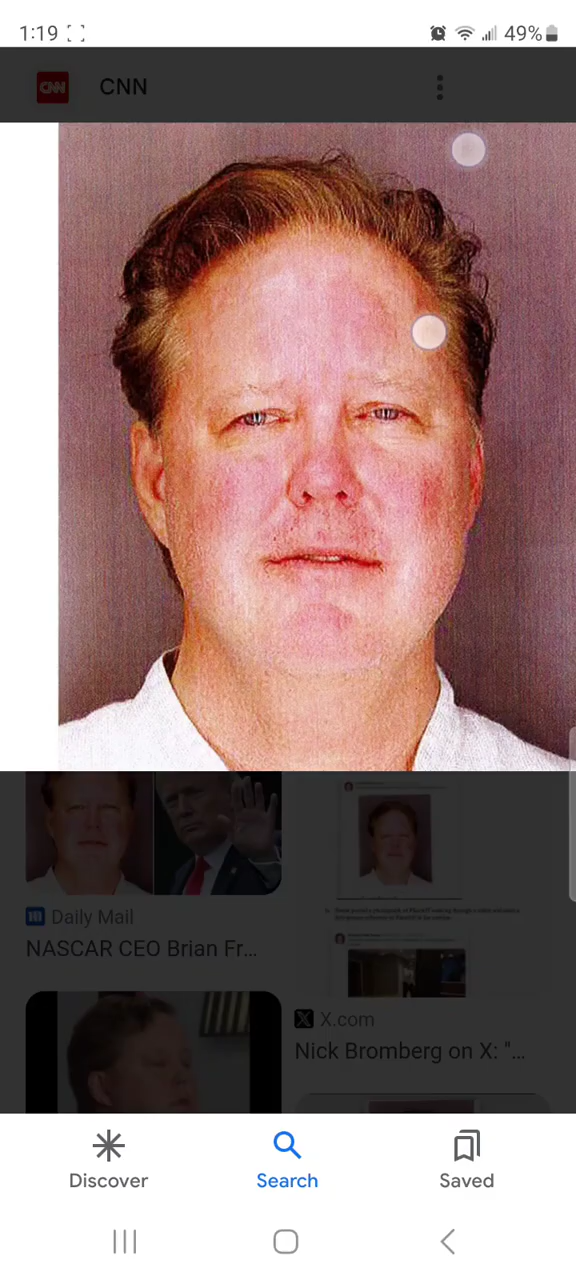 1:19
49%
CNN
CNN
Daily Mail
NASCAR CEO Brian Fr...
X.com
Nick Bromberg on X: "...
Discover
Search
Saved